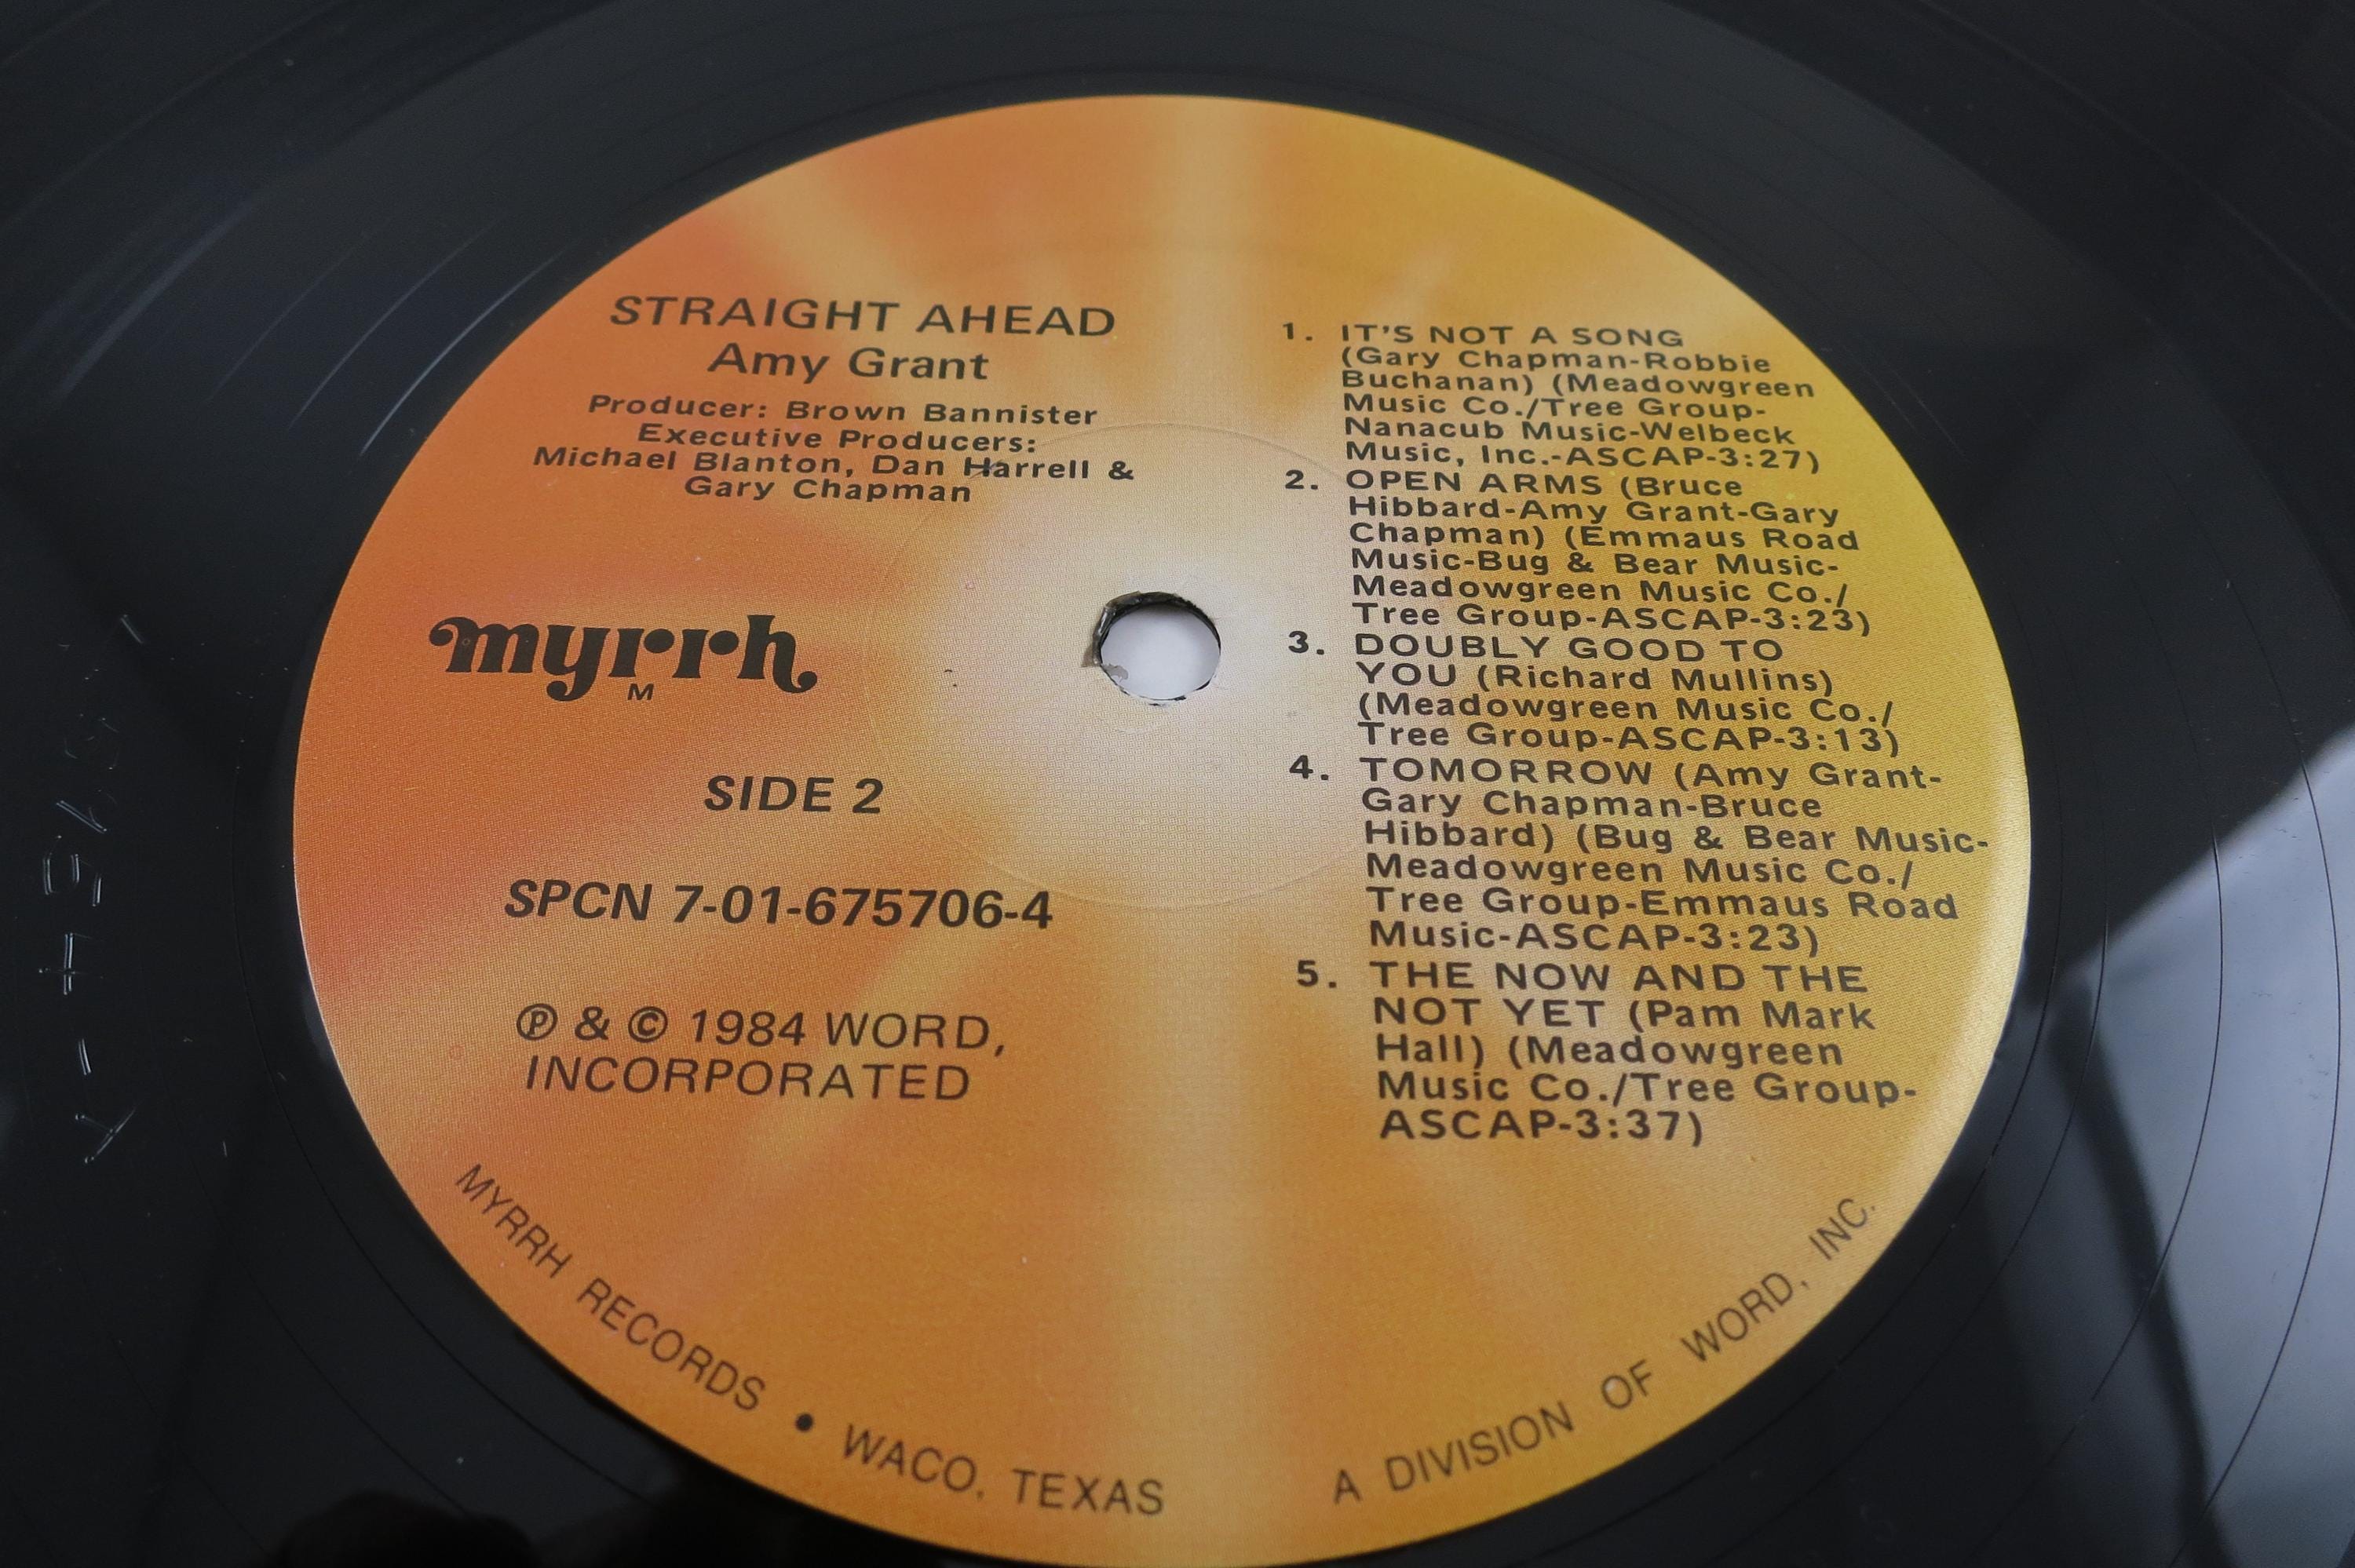 STRAIGHT AHEAD
Amy Grant
Producer: Brown Bannister
Executive Producers:
Michael Blanton, Dan Harrell &
Gary Chapman
myrrh
M
SIDE 2
SPCN 7-01-675706-4
℗ & © 1984 WORD,
INCORPORATED
1. IT'S NOT A SONG
(Gary Chapman-Robbie
Buchanan) (Meadowgreen
Music Co./Tree Group-
Nanacub Music-Welbeck
Music, Inc.-ASCAP-3:27)
2. OPEN ARMS (Bruce
Hibbard-Amy Grant-Gary
Chapman) (Emmaus Road
Music-Bug & Bear Music-
Meadowgreen Music Co./
Tree Group-ASCAP-3:23)
3. DOUBLY GOOD TO
YOU (Richard Mullins)
(Meadowgreen Music Co./
Tree Group-ASCAP-3:13)
4. TOMORROW (Amy Grant-
Gary Chapman-Bruce
Hibbard) (Bug & Bear Music-
Meadowgreen Music Co./
Tree Group-Emmaus Road
Music-ASCAP-3:23)
5. THE NOW AND THE
NOT YET (Pam Mark
Hall) (Meadowgreen
Music Co./Tree Group-
ASCAP-3:37)
MYRRH RECORDS • WACO, TEXAS
A DIVISION OF WORD, INC.